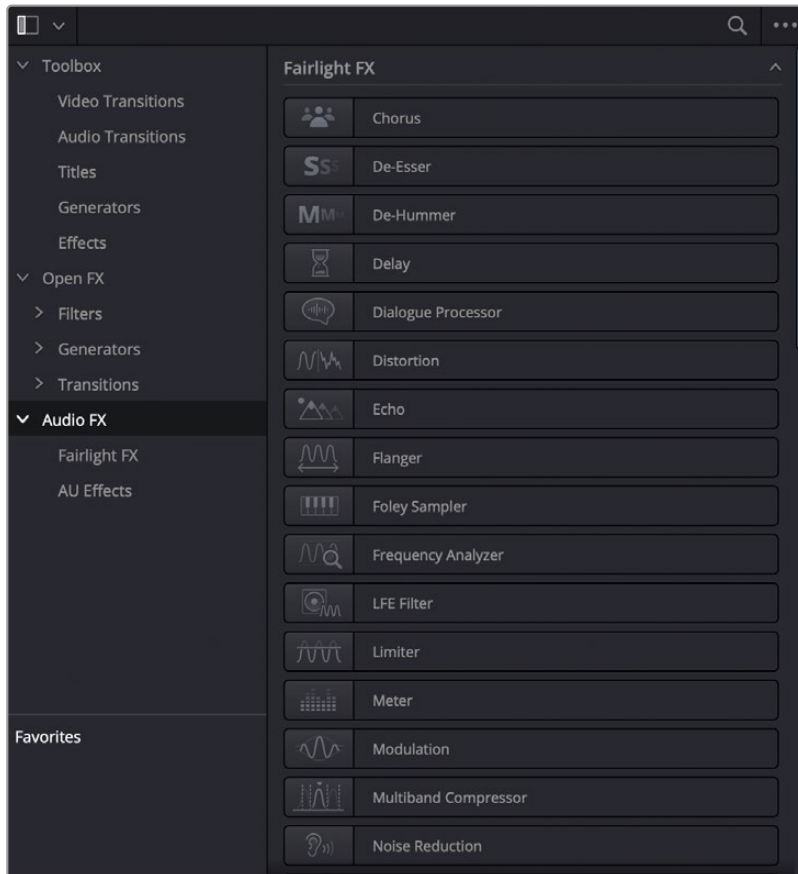 Toolbox
Video Transitions
Audio Transitions
Titles
Generators
Effects
Open FX
Filters
Generators
Transitions
Audio FX
Fairlight FX
AU Effects
Favorites
Fairlight FX
Chorus
SSS
De-Esser
MMM
De-Hummer
Delay
Dialogue Processor
Distortion
Echo
Flanger
Foley Sampler
Frequency Analyzer
LFE Filter
Limiter
Meter
Modulation
Multiband Compressor
Noise Reduction